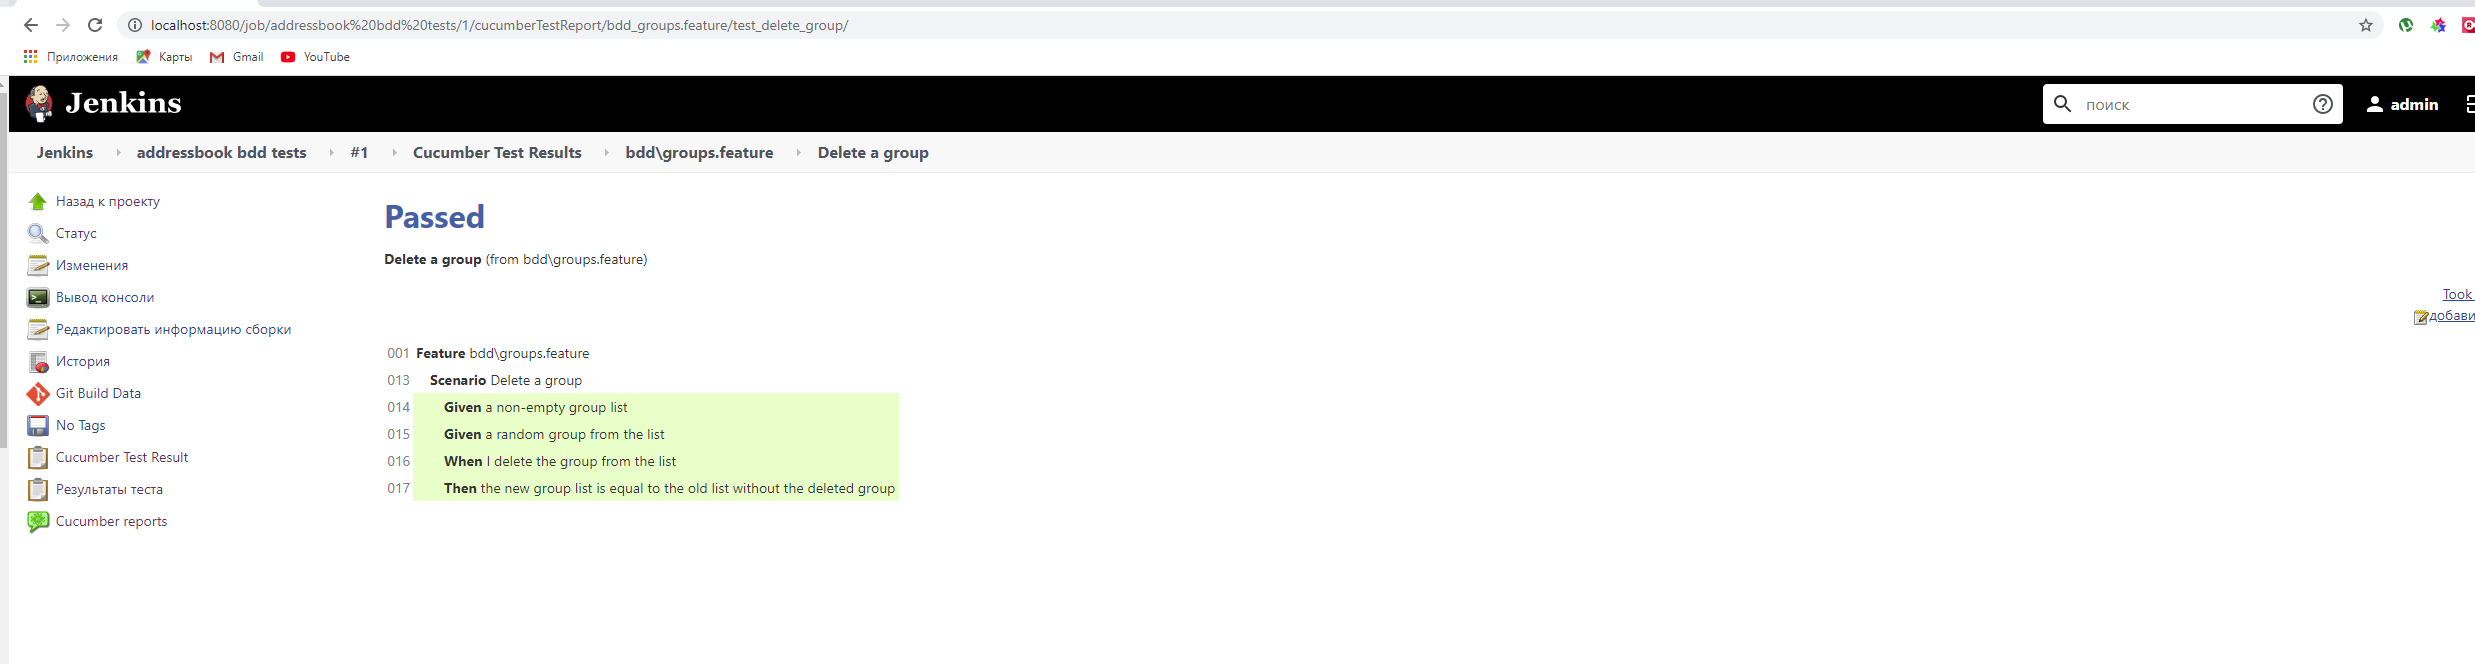 localhost:8080/job/addressbook%20bdd%20tests/1/cucumberTestReport/bdd_groups.feature/test_delete_group/
Приложения Карты Gmail YouTube
Jenkins поиск admin
Jenkins addressbook bdd tests #1 Cucumber Test Results bdd\groups.feature Delete a group
Назад к проекту
Статус
Изменения
Вывод консоли
Редактировать информацию сборки
История
Git Build Data
No Tags
Cucumber Test Result
Результаты теста
Cucumber reports
Passed
Delete a group (from bdd\groups.feature)
Took
добави
001 Feature bdd\groups.feature
013 Scenario Delete a group
014 Given a non-empty group list
015 Given a random group from the list
016 When I delete the group from the list
017 Then the new group list is equal to the old list without the deleted group